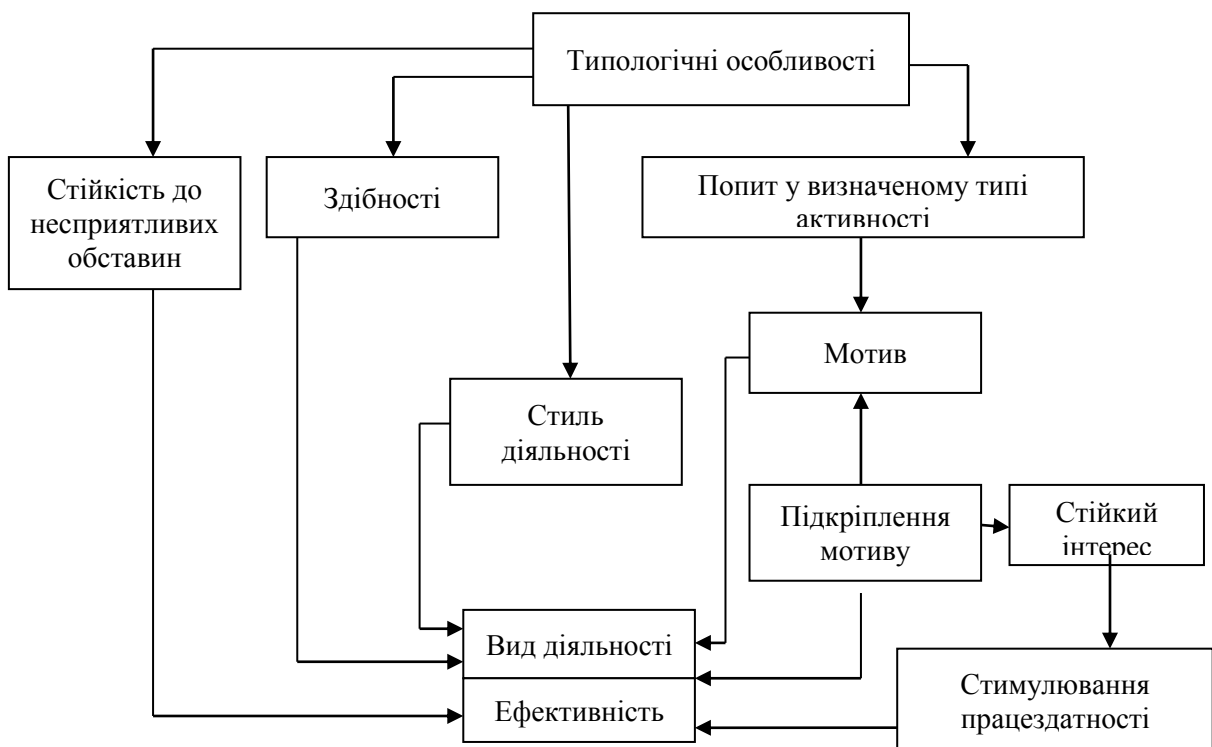 Типологічні особливості
Стійкість до
несприятливих
обставин
Здібності
Попит у визначеному типі
активності
Мотив
Стиль
діяльності
Підкріплення
мотиву
Стійкий
інтерес
Вид діяльності
Ефективність
Стимулювання
працездатності